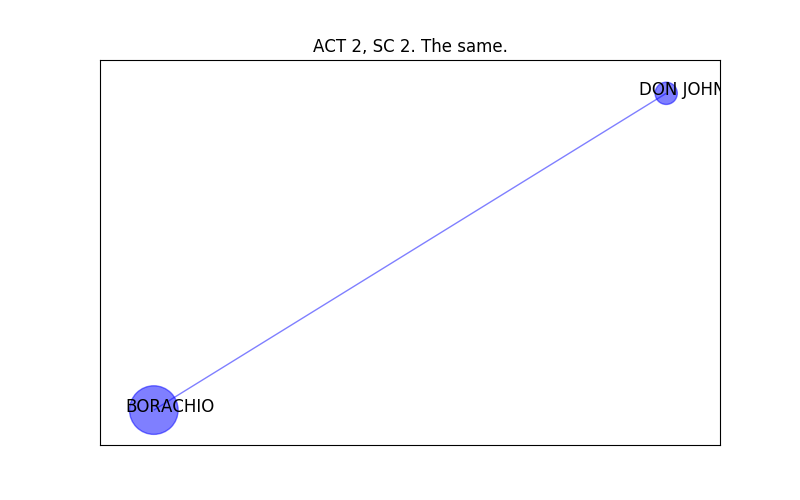 ACT 2, SC 2. The same.
DON JOHN
BORACHIO